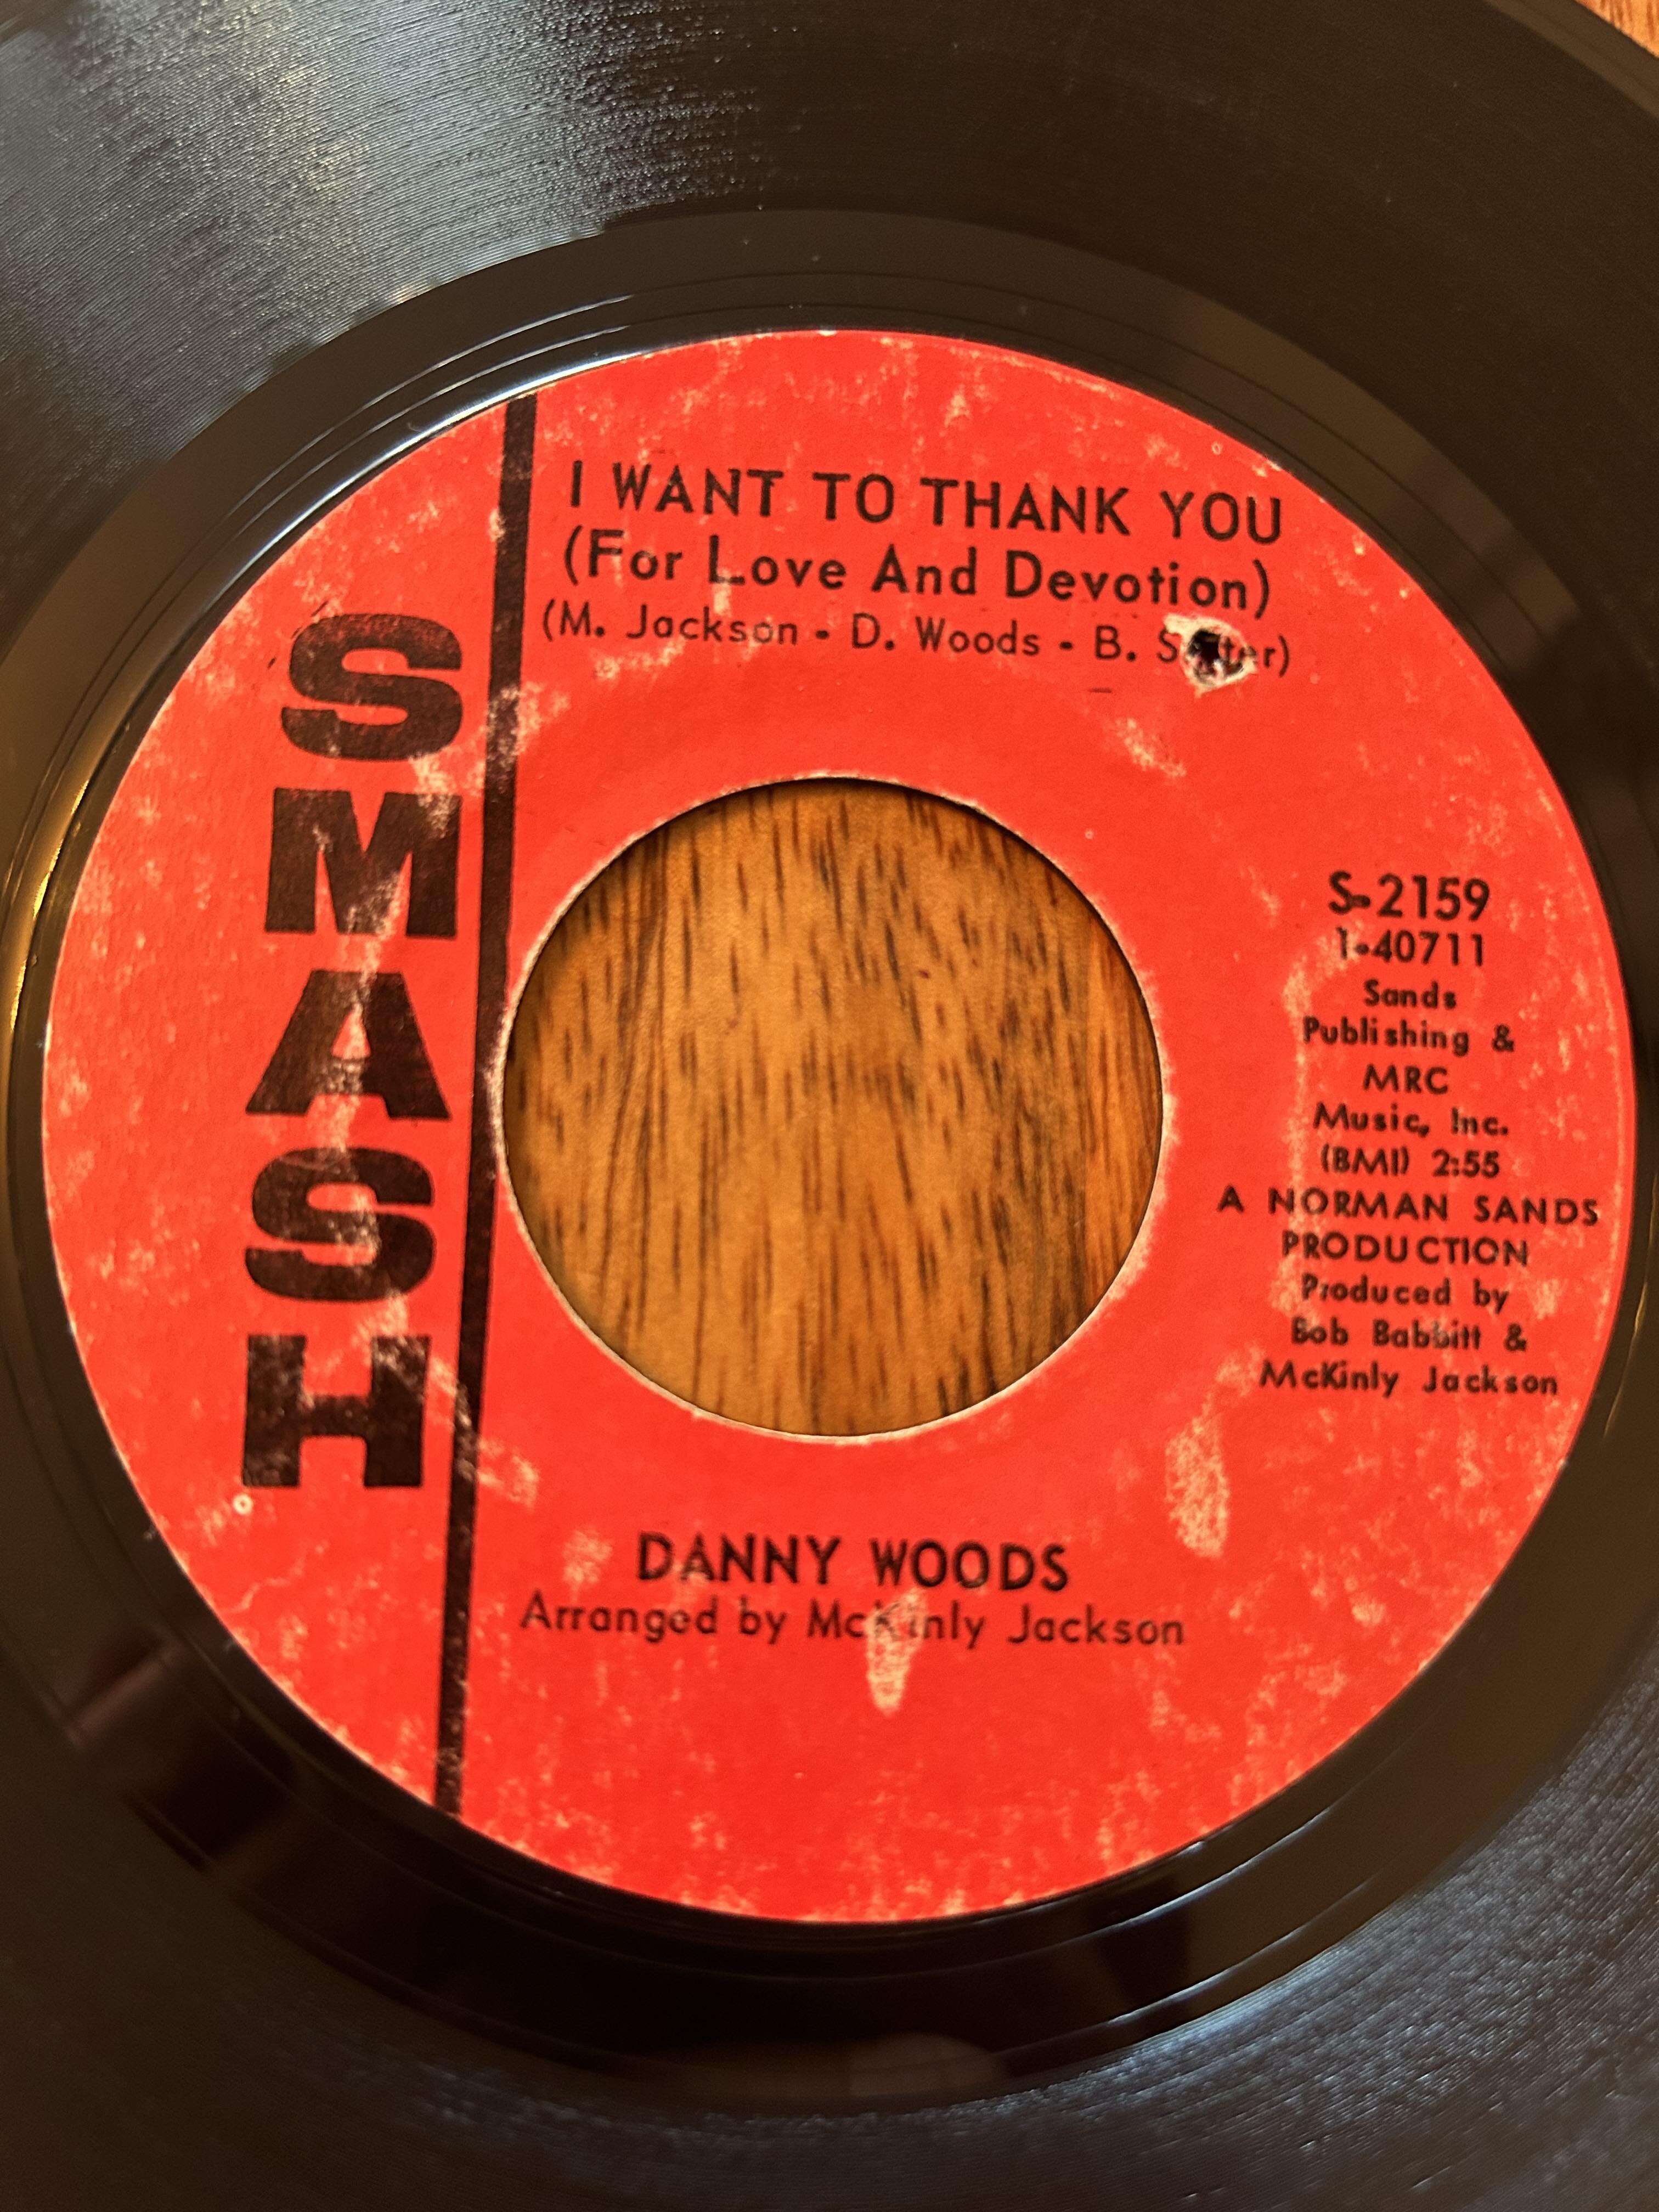 I WANT TO THANK YOU
(For Love And Devotion)
(M. Jackson - D. Woods - B.
SMASH
S-2159
1-40711
Sands
Publishing &
MRC
Music, Inc.
(BMI) 2:55
A NORMAN SANDS
PRODUCTION
Produced by
Bob Babbitt &
McKinly Jackson
DANNY WOODS
Arranged by McKinly Jackson